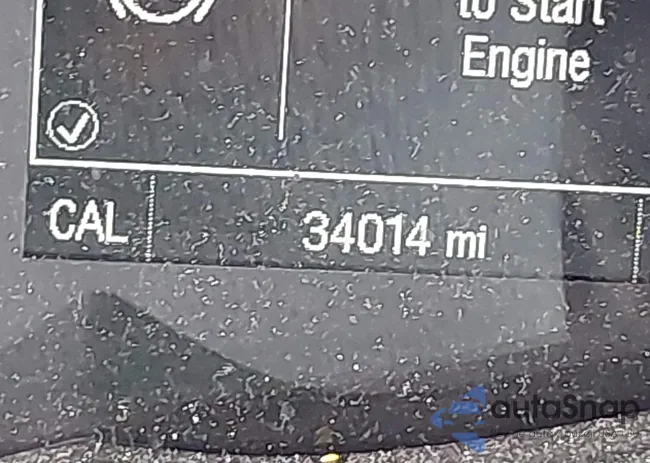 to Start
Engine
CAL
34014 mi
autoSnap